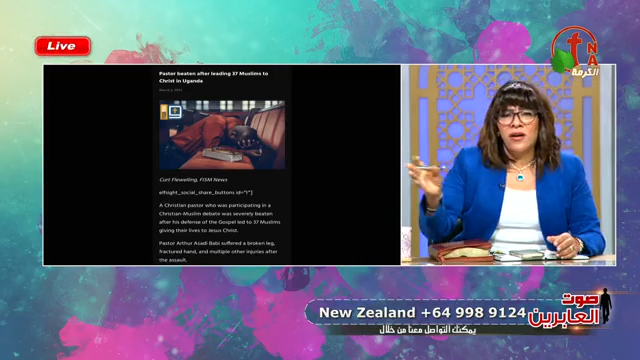 Live
NA
الكرمة
Pastor beaten after leading 37 Muslims to
Christ in Uganda
Curt Flewelling, FISM News
elfsight_social_share_buttons id="1"]
A Christian pastor who was participating in a
Christian-Muslim debate was severely beaten
after his defense of the Gospel led to 37 Muslims
giving their lives to Jesus Christ.
Pastor Arthur Asadi Babi suffered a broken leg,
fractured hand, and multiple other injuries after
the assault.
New Zealand +64 998 9124
يمكنك التواصل معنا من خلال
صوت
العابرين